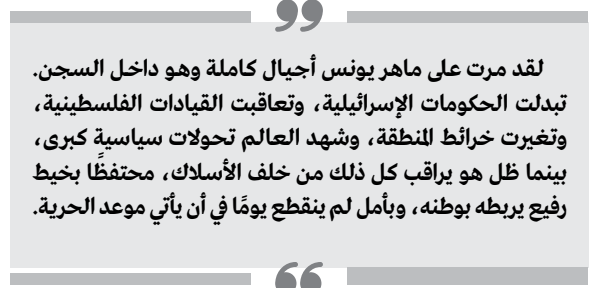 لقد مرت على ماهر يونس أجيال كاملة وهو داخل السجن.
تبدلت الحكومات الإسرائيلية، وتعاقبت القيادات الفلسطينية،
وتغيرت خرائط المنطقة، وشهد العالم تحولات سياسية كبرى،
بينما ظل هو يراقب كل ذلك من خلف الأسلاك، محتفظًا بخيط
رفيع يربطه بوطنه، وبأمل لم ينقطع يومًا في أن يأتي موعد الحرية.